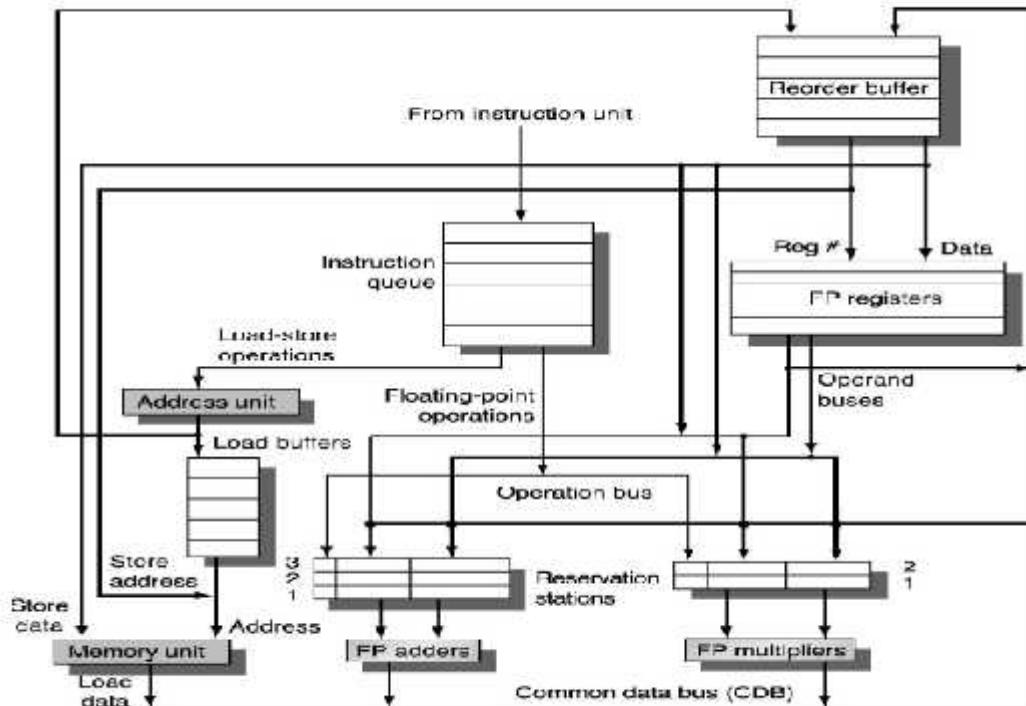 Reorder buffer
From instruction unit
Reg #
Data
Instruction
queue
FP registers
Load-store
operations
Operand
buses
Address unit
Floating-point
operations
Load buffers
Operation bus
Store
address
3
2
1
Reservation
stations
2
1
Store
data
Address
Memory unit
FP adders
FP multipliers
Load
data
Common data bus (CDB)